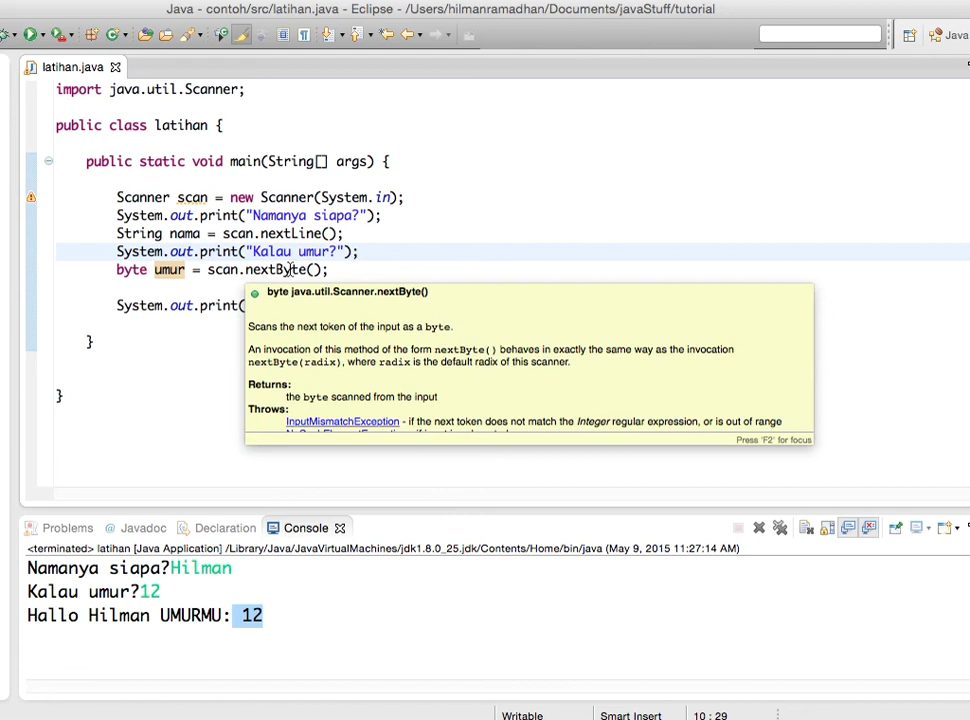 Java - contoh/src/latihan.java - Eclipse - /Users/hilmanramadhan/Documents/javaStuff/tutorial
Java
latihan.java
import java.util.Scanner;
public class latihan {
public static void main(String[] args) {
Scanner scan = new Scanner(System.in);
System.out.print("Namanya siapa?");
String nama = scan.nextLine();
System.out.print("Kalau umur?");
byte umur = scan.nextByte();
System.out.print(
}
}
byte java.util.Scanner.nextByte()
Scans the next token of the input as a byte.
An invocation of this method of the form nextByte() behaves in exactly the same way as the invocation
nextByte(radix), where radix is the default radix of this scanner.
Returns:
the byte scanned from the input
Throws:
InputMismatchException - if the next token does not match the Integer regular expression, or is out of range
Press 'F2' for focus
Problems @ Javadoc Declaration Console
<terminated> latihan [Java Application] /Library/Java/JavaVirtualMachines/jdk1.8.0_25.jdk/Contents/Home/bin/java (May 9, 2015 11:27:14 AM)
Namanya siapa?Hilman
Kalau umur?12
Hallo Hilman UMURMU: 12
Writable Smart Insert 10 : 29